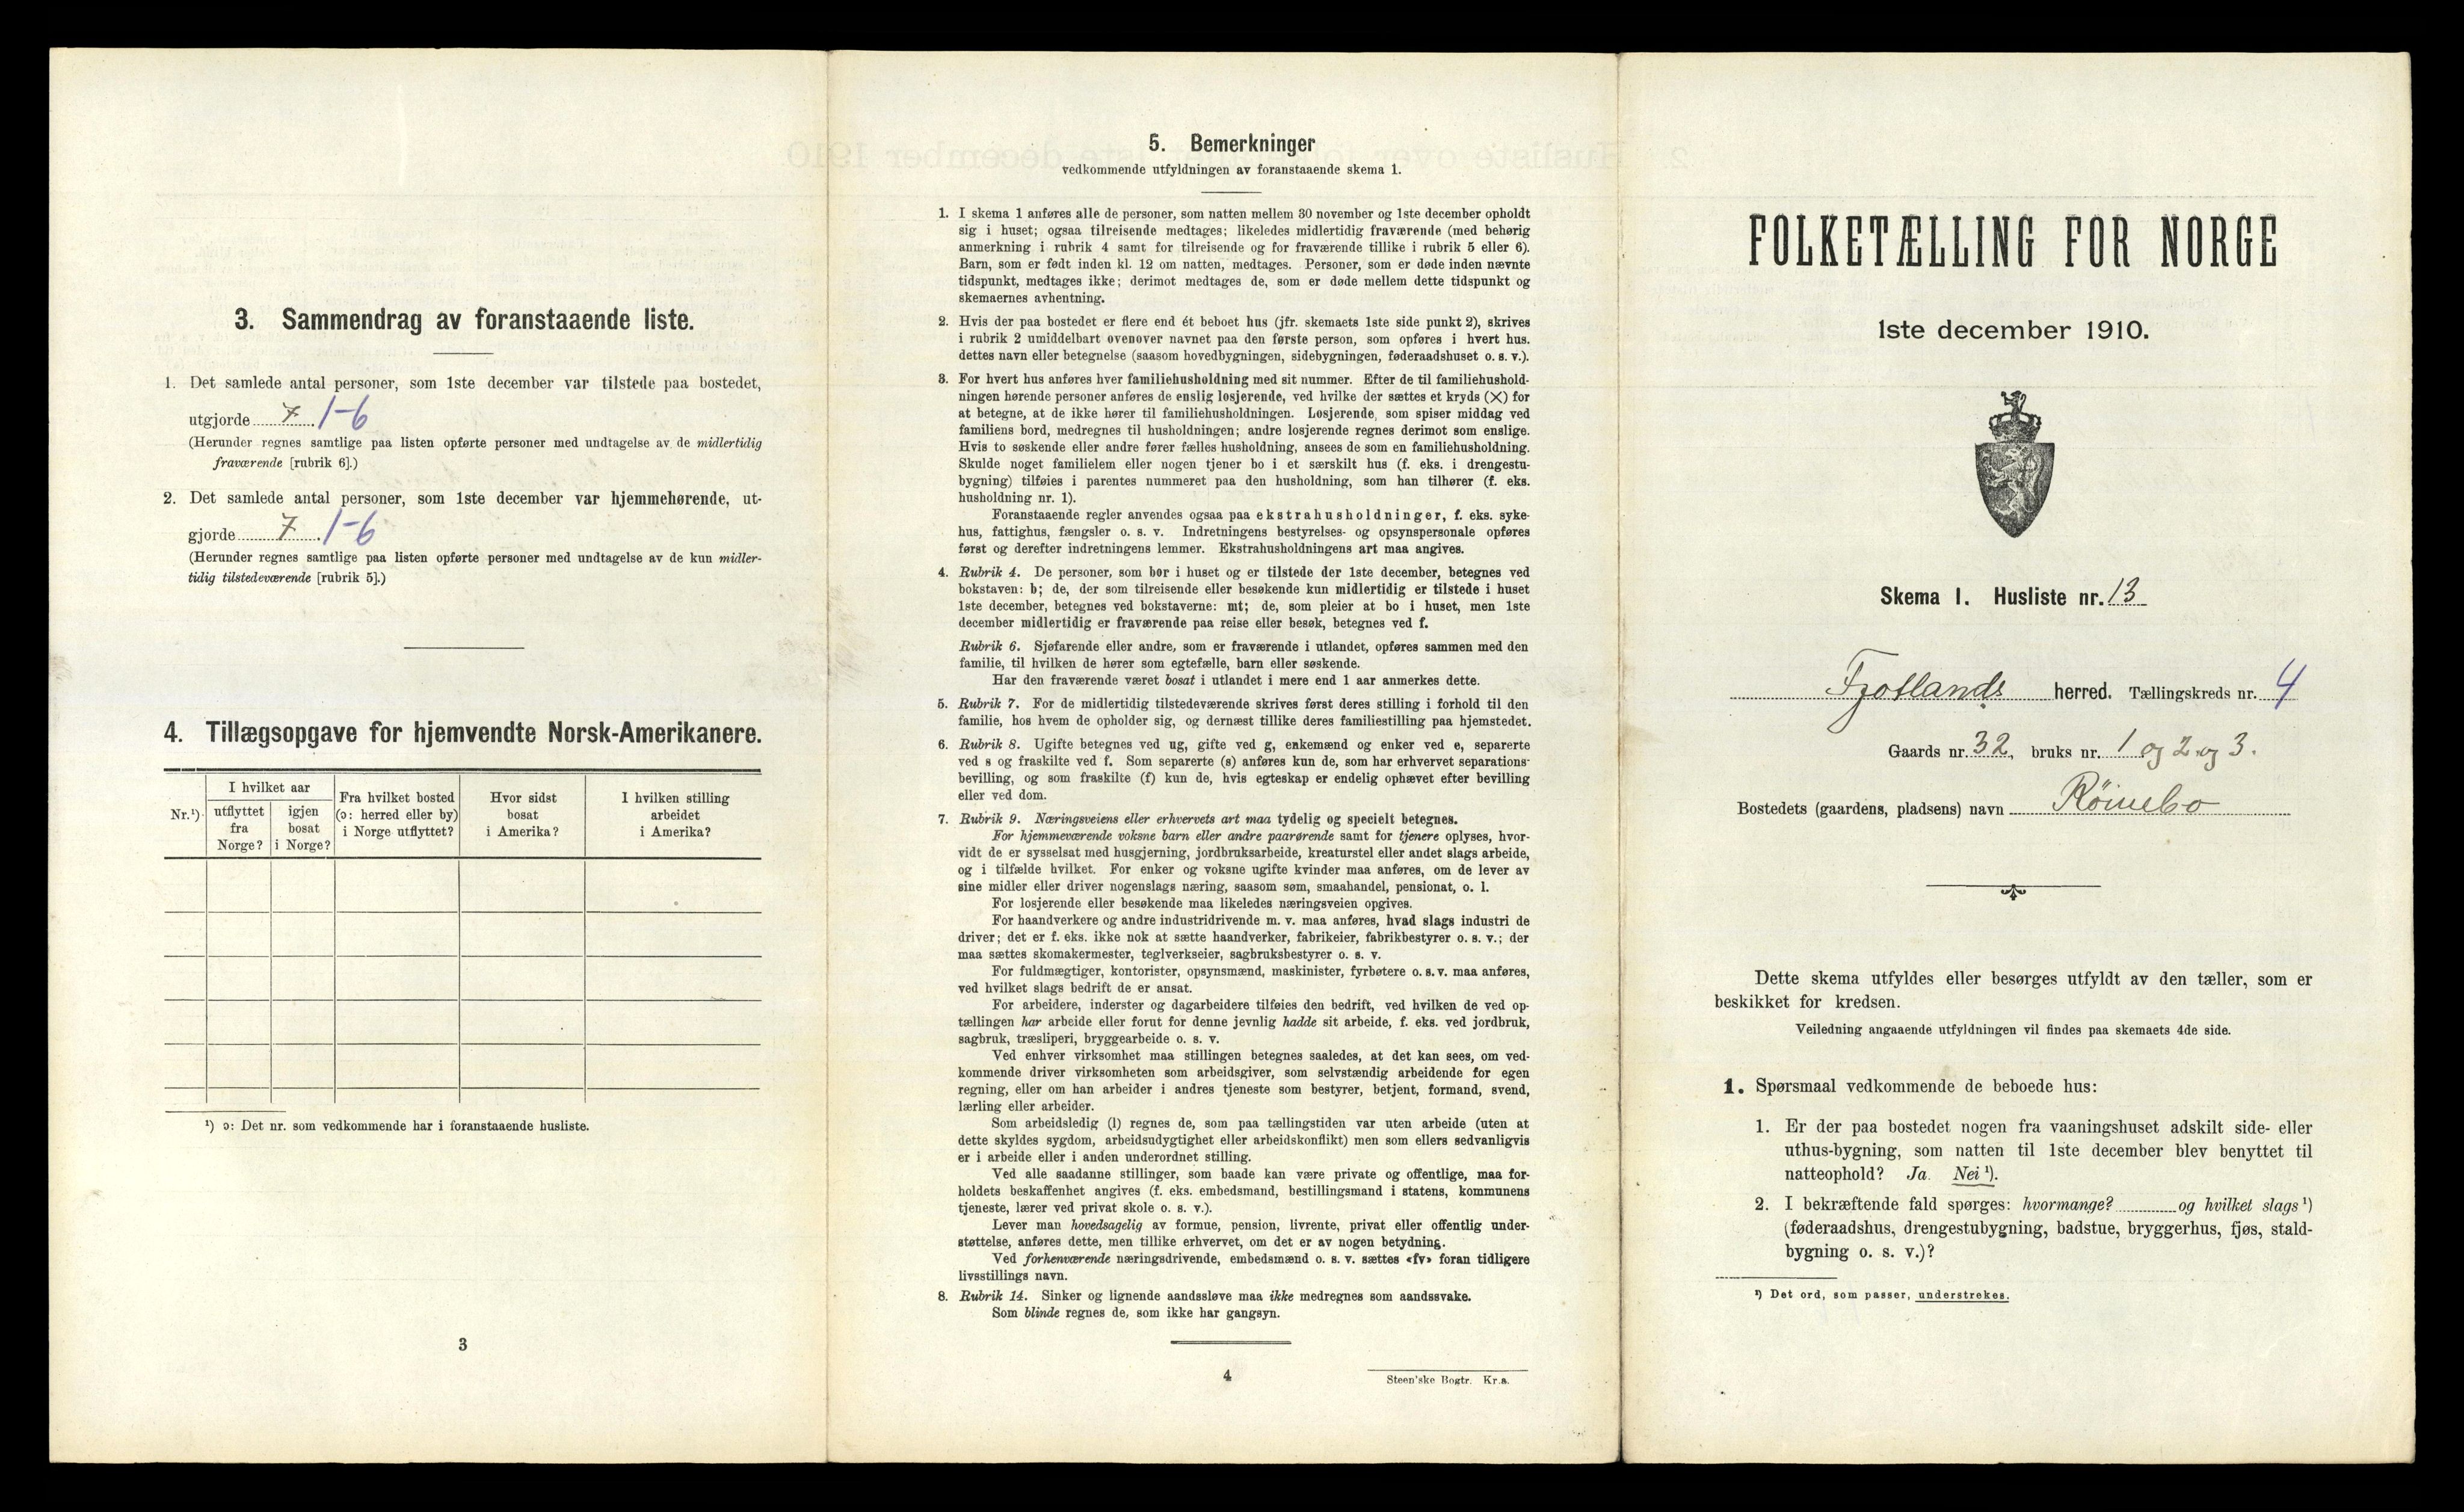 3. Sammendrag av foranstaaende liste.
1. Det samlede antal personer, som 1ste december var tilstede paa bostedet,
utgjorde 7 1-6
(Herunder regnes samtlige paa listen opførte personer med undtagelse av de midlertidig
fraværende [rubrik 6].)
2. Det samlede antal personer, som 1ste december var hjemmehørende, ut-
gjorde 7 1-6
(Herunder regnes samtlige paa listen opførte personer med undtagelse av de kun midler-
tidig tilstedeværende [rubrik 5].)
4. Tillægsopgave for hjemvendte Norsk-Amerikanere.
Nr.¹)
I hvilket aar
utflyttet
fra
Norge?
igjen
bosat
i Norge?
Fra hvilket bosted
(ɔ: herred eller by)
i Norge utflyttet?
Hvor sidst
bosat
i Amerika?
I hvilken stilling
arbeidet
i Amerika?
¹) ɔ: Det nr. som vedkommende har i foranstaaende husliste.
3
5. Bemerkninger
vedkommende utfyldningen av foranstaaende skema 1.
1. I skema 1 anføres alle de personer, som natten mellem 30 november og 1ste december opholdt
sig i huset; ogsaa tilreisende medtages; likeledes midlertidig fraværende (med behørig
anmerkning i rubrik 4 samt for tilreisende og for fraværende tillike i rubrik 5 eller 6).
Barn, som er født inden kl. 12 om natten, medtages. Personer, som er døde inden nævnte
tidspunkt, medtages ikke; derimot medtages de, som er døde mellem dette tidspunkt og
skemaernes avhentning.
2. Hvis der paa bostedet er flere end ét beboet hus (jfr. skemaets 1ste side punkt 2), skrives
i rubrik 2 umiddelbart ovenover navnet paa den første person, som opføres i hvert hus.
dettes navn eller betegnelse (saasom hovedbygningen, sidebygningen, føderaadshuset o. s. v.).
3. For hvert hus anføres hver familiehusholdning med sit nummer. Efter de til familiehushold-
ningen hørende personer anføres de enslig losjerende, ved hvilke der sættes et kryds (×) for
at betegne, at de ikke hører til familiehusholdningen. Losjerende, som spiser middag ved
familiens bord, medregnes til husholdningen; andre losjerende regnes derimot som enslige.
Hvis to søskende eller andre fører fælles husholdning, ansees de som en familiehusholdning.
Skulde noget familielem eller nogen tjener bo i et særskilt hus (f. eks. i drengestu-
bygning) tilføies i parentes nummeret paa den husholdning, som han tilhører (f. eks.
husholdning nr. 1).
Foranstaaende regler anvendes ogsaa paa ekstrahusholdninger, f. eks. syke-
hus, fattighus, fængsler o. s. v. Indretningens bestyrelses- og opsynspersonale opføres
først og derefter indretningens lemmer. Ekstrahusholdningens art maa angives.
4. Rubrik 4. De personer, som bor i huset og er tilstede der 1ste december, betegnes ved
bokstaven: b; de, der som tilreisende eller besøkende kun midlertidig er tilstede i huset
1ste december, betegnes ved bokstaverne: mt; de, som pleier at bo i huset, men 1ste
december midlertidig er fraværende paa reise eller besøk, betegnes ved f.
Rubrik 6. Sjøfarende eller andre, som er fraværende i utlandet, opføres sammen med den
familie, til hvilken de hører som egtefælle, barn eller søskende.
Har den fraværende været bosat i utlandet i mere end 1 aar anmerkes dette.
5. Rubrik 7. For de midlertidig tilstedeværende skrives først deres stilling i forhold til den
familie, hos hvem de opholder sig, og dernæst tillike deres familiestilling paa hjemstedet.
6. Rubrik 8. Ugifte betegnes ved ug, gifte ved g, enkemænd og enker ved e, separerte
ved s og fraskilte ved f. Som separerte (s) anføres kun de, som har erhvervet separations-
bevilling, og som fraskilte (f) kun de, hvis egteskap er endelig ophævet efter bevilling
eller ved dom.
7. Rubrik 9. Næringsveiens eller erhvervets art maa tydelig og specielt betegnes.
For hjemmeværende voksne barn eller andre paarørende samt for tjenere oplyses, hvor-
vidt de er sysselsat med husgjerning, jordbruksarbeide, kreaturstel eller andet slags arbeide,
og i tilfælde hvilket. For enker og voksne ugifte kvinder maa anføres, om de lever av
sine midler eller driver nogenslags næring, saasom søm, smaahandel, pensionat, o. l.
For losjerende eller besøkende maa likeledes næringsveien opgives.
For haandverkere og andre industridrivende m. v. maa anføres, hvad slags industri de
driver; det er f. eks. ikke nok at sætte haandverker, fabrikeier, fabrikbestyrer o. s. v.; der
maa sættes skomakermester, teglverkseier, sagbruksbestyrer o. s. v.
For fuldmægtiger, kontorister, opsynsmænd, maskinister, fyrbøtere o. s. v. maa anføres,
ved hvilket slags bedrift de er ansat.
For arbeidere, inderster og dagarbeidere tilføies den bedrift, ved hvilken de ved op-
tællingen har arbeide eller forut for denne jevnlig hadde sit arbeide, f. eks. ved jordbruk,
sagbruk, træsliperi, bryggearbeide o. s. v.
Ved enhver virksomhet maa stillingen betegnes saaledes, at det kan sees, om ved-
kommende driver virksomheten som arbeidsgiver, som selvstændig arbeidende for egen
regning, eller om han arbeider i andres tjeneste som bestyrer, betjent, formand, svend,
lærling eller arbeider.
Som arbeidsledig (l) regnes de, som paa tællingstiden var uten arbeide (uten at
dette skyldes sygdom, arbeidsudygtighet eller arbeidskonflikt) men som ellers sedvanligvis
er i arbeide eller i anden underordnet stilling.
Ved alle saadanne stillinger, som baade kan være private og offentlige, maa for-
holdets beskaffenhet angives (f. eks. embedsmand, bestillingsmand i statens, kommunens
tjeneste, lærer ved privat skole o. s. v.).
Lever man hovedsagelig av formue, pension, livrente, privat eller offentlig under-
støttelse, anføres dette, men tillike erhvervet, om det er av nogen betydning.
Ved forhenværende næringsdrivende, embedsmænd o. s. v. sættes «fv» foran tidligere
livsstillings navn.
8. Rubrik 14. Sinker og lignende aandssløve maa ikke medregnes som aandssvake.
Som blinde regnes de, som ikke har gangsyn.
4
Steen'ske Bogtr. Kr.a.
FOLKETÆLLING FOR NORGE
1ste december 1910.
Skema I. Husliste nr. 13
Fjotlands herred. Tællingskreds nr. 4
Gaards nr. 32, bruks nr. 1 og 2 og 3.
Bostedets (gaardens, pladsens) navn Röinebo
Dette skema utfyldes eller besørges utfyldt av den tæller, som er
beskikket for kredsen.
Veiledning angaaende utfyldningen vil findes paa skemaets 4de side.
1. Spørsmaal vedkommende de beboede hus:
1. Er der paa bostedet nogen fra vaaningshuset adskilt side- eller
uthus-bygning, som natten til 1ste december blev benyttet til
natteophold? Ja. Nei ¹).
2. I bekræftende fald spørges: hvormange? og hvilket slags ¹)
(føderaadshus, drengestubygning, badstue, bryggerhus, fjøs, stald-
bygning o. s. v.)?
¹) Det ord, som passer, understrekes.